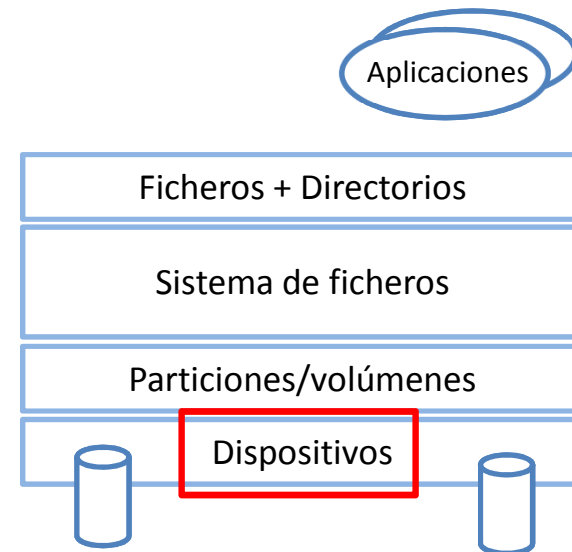 Aplicaciones
Ficheros + Directorios
Sistema de ficheros
Particiones/volúmenes
Dispositivos